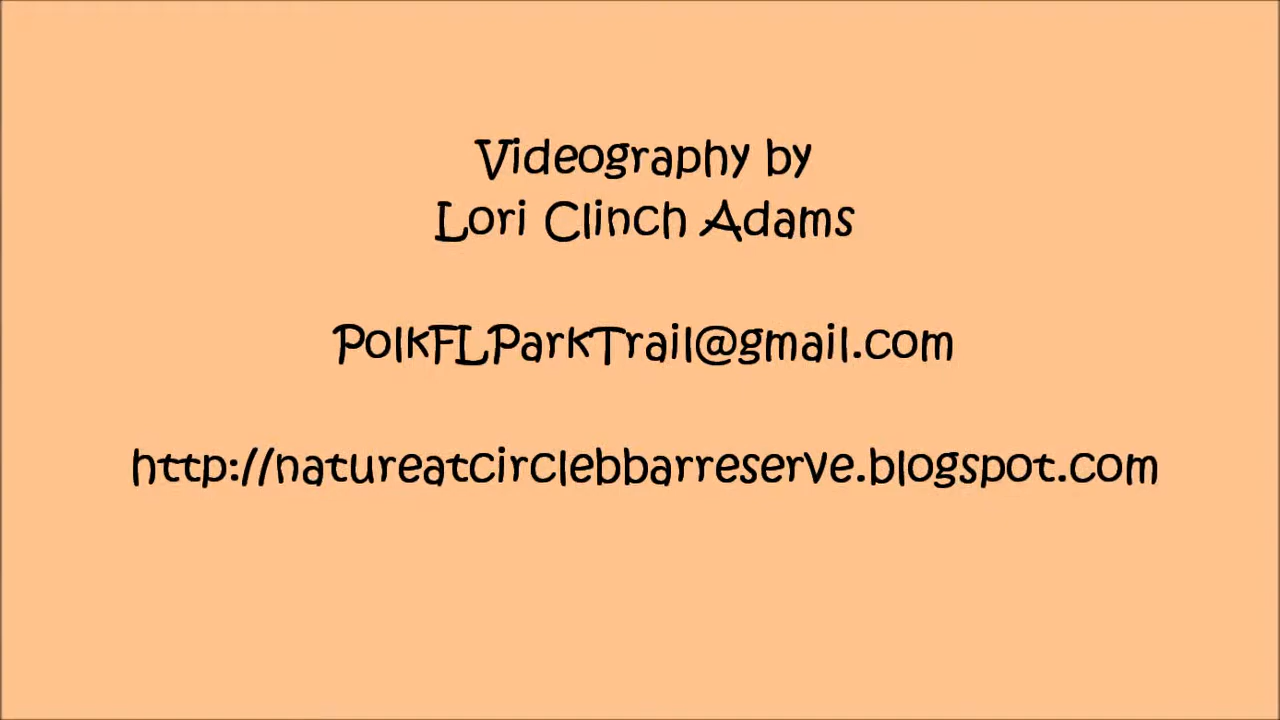 Videography by
Lori Clinch Adams
PolkFLParkTrail@gmail.com
http://natureatcirclebbarreserve.blogspot.com